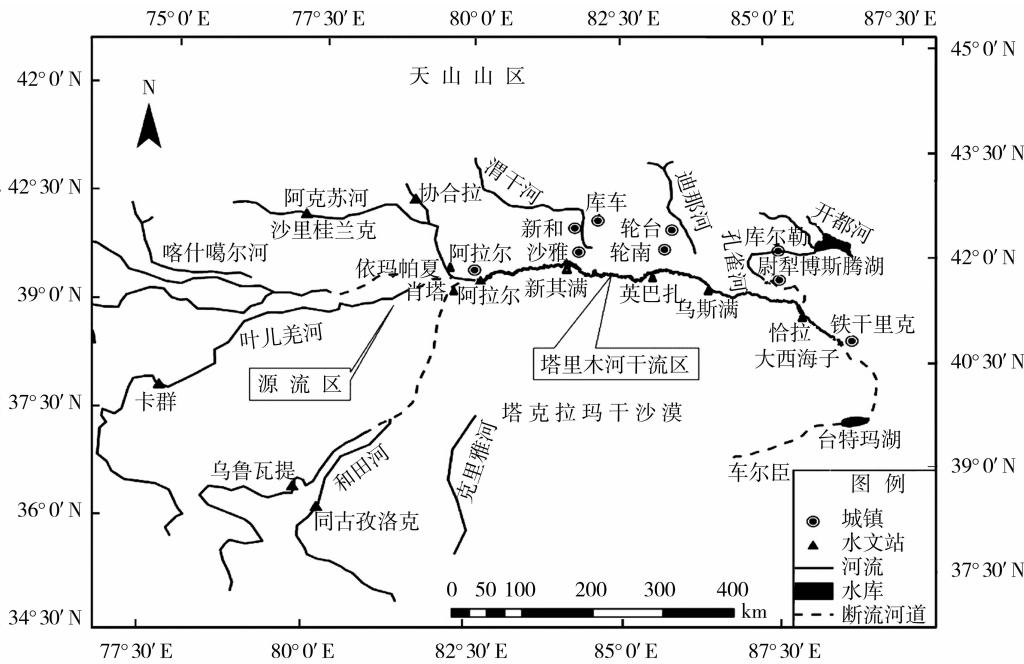 75°0′E 77°30′E 80°0′E 82°30′E 85°0′E 87°30′E
42°0′N
45°0′N
天山山区
N
43°30′N
42°30′N
渭干河
迪那河
协合拉
阿克苏河
沙里桂兰克
库车
新和
轮台
孔雀河
库尔勒
开都河
喀什噶尔河
阿拉尔
沙雅
轮南
尉犁
博斯腾湖
42°0′N
依玛帕夏
39°0′N
肖塔
阿拉尔
新其满
英巴扎
乌斯满
恰拉
铁干里克
大西海子
叶儿羌河
塔里木河干流区
40°30′N
源流区
卡群
37°30′N
塔克拉玛干沙漠
台特玛湖
克里雅河
和田河
乌鲁瓦提
车尔臣
39°0′N
36°0′N
同古孜洛克
图例
城镇
水文站
河流
水库
断流河道
37°30′N
0 50 100 200 300 400
km
34°30′N
77°30′E 80°0′E 82°30′E 85°0′E 87°30′E